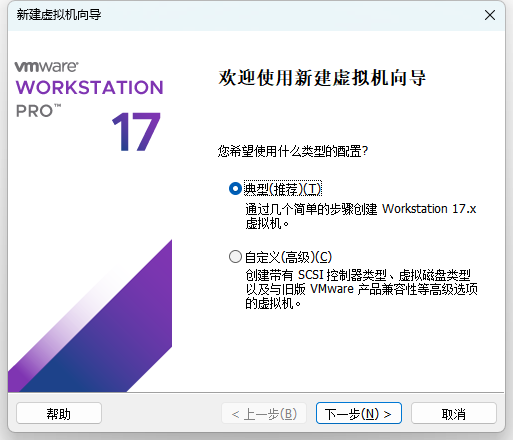 新建虚拟机向导
vmware
WORKSTATION
PRO™
17
欢迎使用新建虚拟机向导
您希望使用什么类型的配置?
典型(推荐)(T)
通过几个简单的步骤创建 Workstation 17.x
虚拟机。
自定义(高级)(C)
创建带有 SCSI 控制器类型、虚拟磁盘类型
以及与旧版 VMware 产品兼容性等高级选项
的虚拟机。
帮助
< 上一步(B)
下一步(N) >
取消